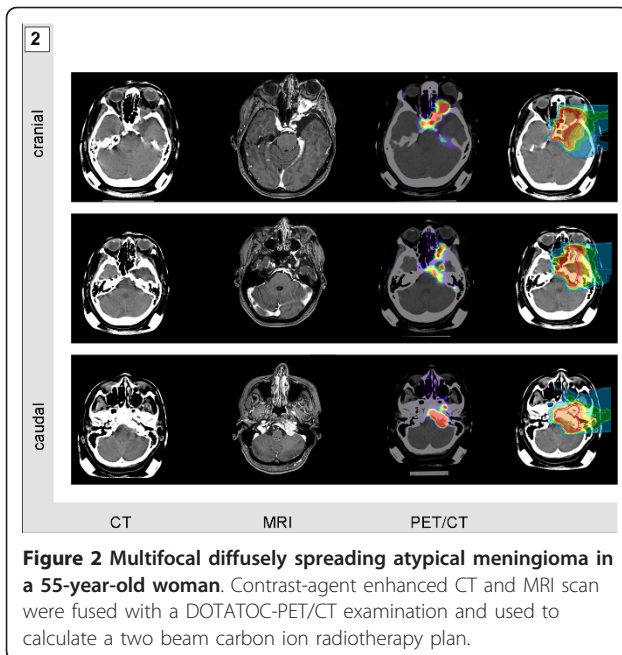 2
cranial
caudal
CT MRI PET/CT
Figure 2 Multifocal diffusely spreading atypical meningioma in
a 55-year-old woman. Contrast-agent enhanced CT and MRI scan
were fused with a DOTATOC-PET/CT examination and used to
calculate a two beam carbon ion radiotherapy plan.